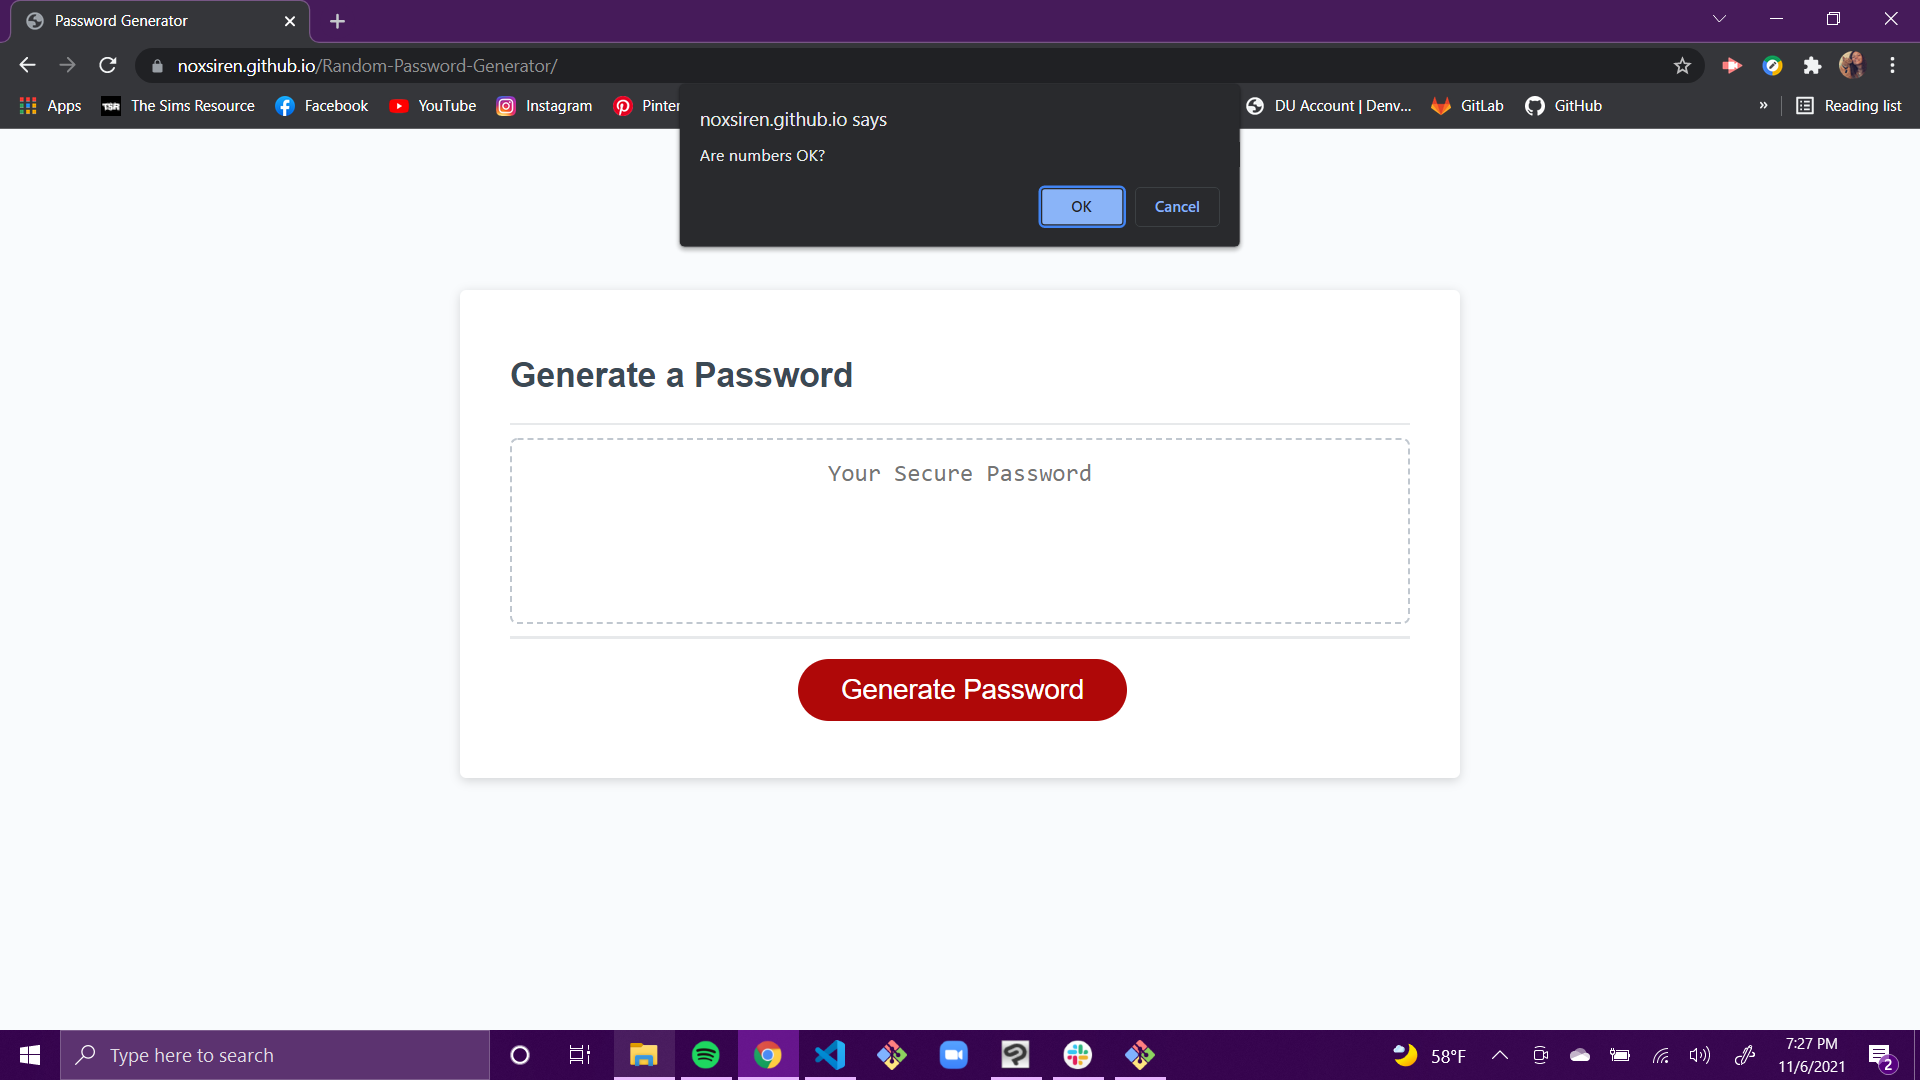 Password Generator
noxsiren.github.io/Random-Password-Generator/
Apps
TSR
The Sims Resource
Facebook
YouTube
Instagram
Pinter
DU Account | Denv...
GitLab
GitHub
»
Reading list
noxsiren.github.io says
Are numbers OK?
OK
Cancel
Generate a Password
Your Secure Password
Generate Password
Type here to search
58°F
7:27 PM
11/6/2021
2